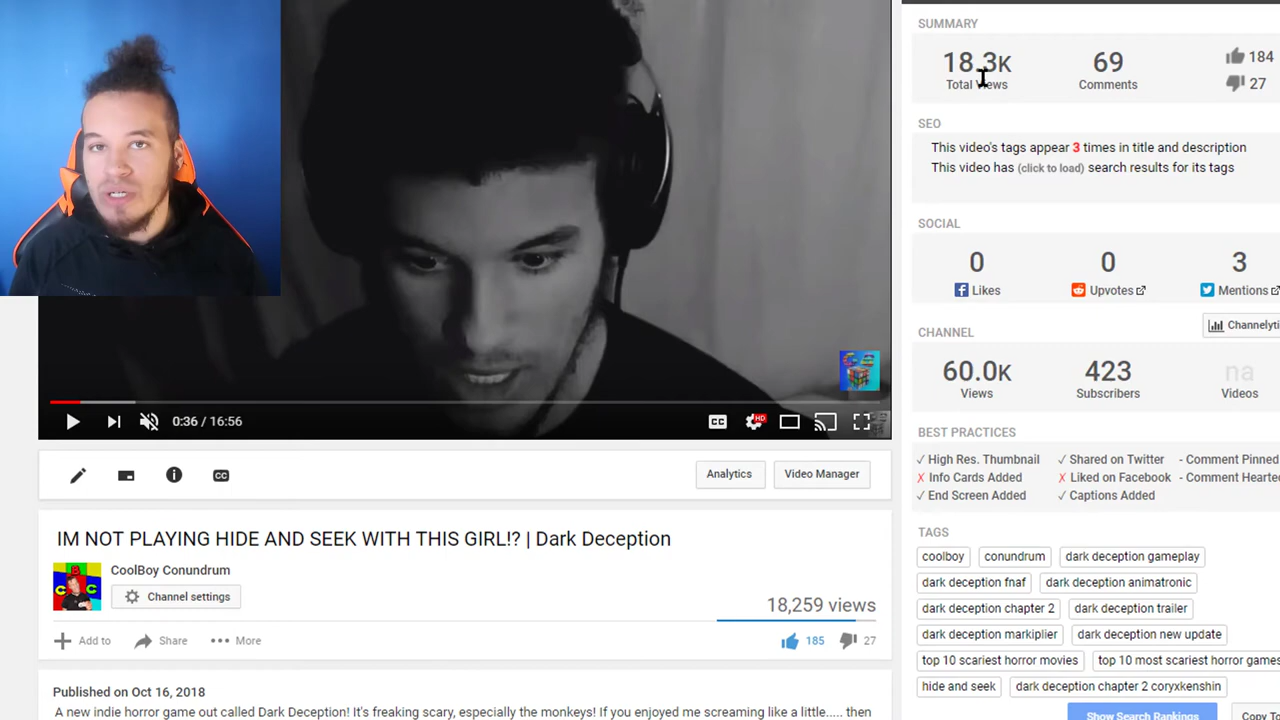 SUMMARY
18.3K
Total Views
69
Comments
184
27
SEO
This video's tags appear 3 times in title and description
This video has (click to load) search results for its tags
SOCIAL
0
Likes
0
Upvotes
3
Mentions
Channelyti
CHANNEL
60.0K
Views
423
Subscribers
na
Videos
BEST PRACTICES
✓ High Res. Thumbnail ✓ Shared on Twitter - Comment Pinned
✗ Info Cards Added ✗ Liked on Facebook - Comment Hearte
✓ End Screen Added ✓ Captions Added
TAGS
coolboy conundrum dark deception gameplay
dark deception fnaf dark deception animatronic
dark deception chapter 2 dark deception trailer
dark deception markiplier dark deception new update
top 10 scariest horror movies top 10 most scariest horror games
hide and seek dark deception chapter 2 coryxkenshin
Show Search Rankings Copy To
0:36 / 16:56
CC
HD
CC
Analytics
Video Manager
IM NOT PLAYING HIDE AND SEEK WITH THIS GIRL!? | Dark Deception
CoolBoy Conundrum
Channel settings
18,259 views
Add to Share More
185 27
Published on Oct 16, 2018
A new indie horror game out called Dark Deception! It's freaking scary, especially the monkeys! If you enjoyed me screaming like a little..... then